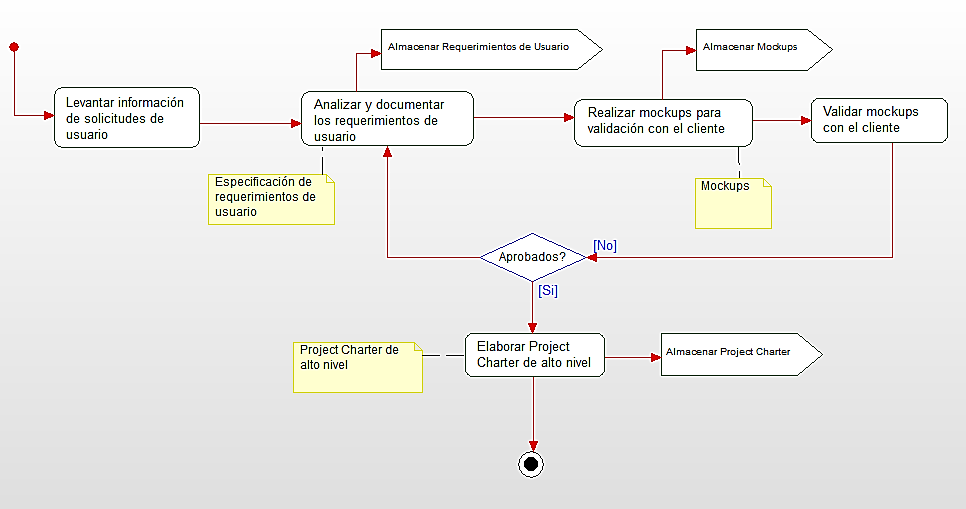 Almacenar Requerimientos de Usuario
Almacenar Mockups
Levantar información
de solicitudes de
usuario
Analizar y documentar
los requerimientos de
usuario
Realizar mockups para
validación con el cliente
Validar mockups
con el cliente
Especificación de
requerimientos de
usuario
Mockups
Aprobados?
[No]
[Si]
Project Charter de
alto nivel
Elaborar Project
Charter de alto nivel
Almacenar Project Charter